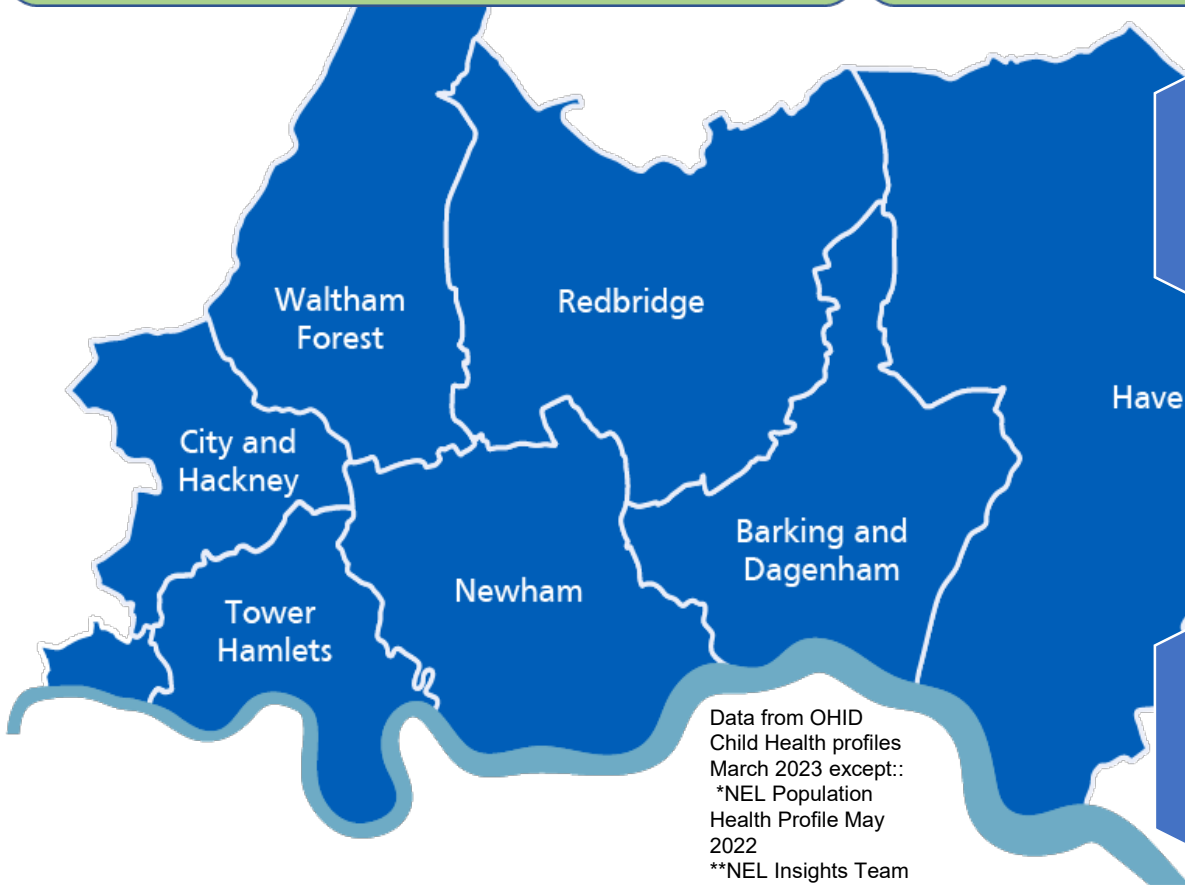 Waltham
Forest
Redbridge
Have
City and
Hackney
Barking and
Dagenham
Newham
Tower
Hamlets
Data from OHID
Child Health profiles
March 2023 except::
*NEL Population
Health Profile May
2022
**NEL Insights Team